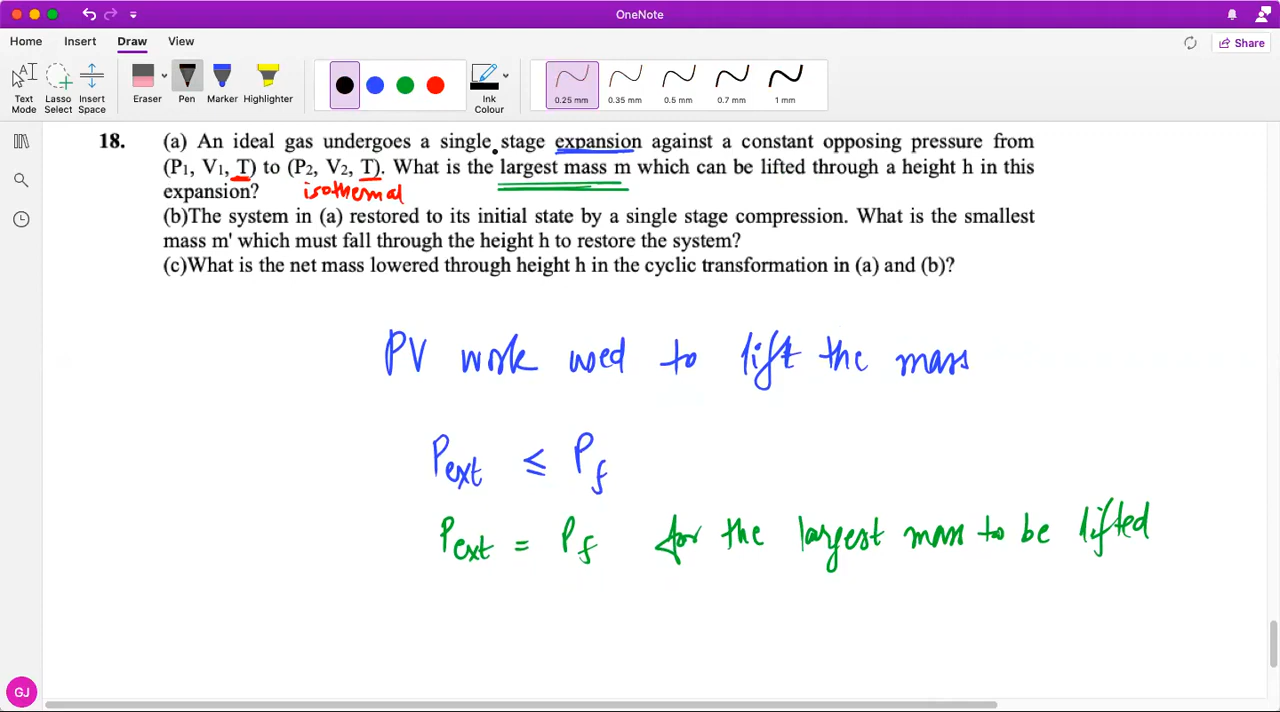 OneNote
Home Insert Draw View
Share
Text Mode
Lasso Select
Insert Space
Eraser
Pen
Marker
Highlighter
Ink Colour
0.25 mm
0.35 mm
0.5 mm
0.7 mm
1 mm
18. (a) An ideal gas undergoes a single stage expansion against a constant opposing pressure from
(P₁, V₁, T) to (P₂, V₂, T). What is the largest mass m which can be lifted through a height h in this
expansion?
isothermal
(b)The system in (a) restored to its initial state by a single stage compression. What is the smallest
mass m' which must fall through the height h to restore the system?
(c)What is the net mass lowered through height h in the cyclic transformation in (a) and (b)?
PV work used to lift the mass
Pext ≤ Pf
Pext = Pf for the largest mass to be lifted
GJ